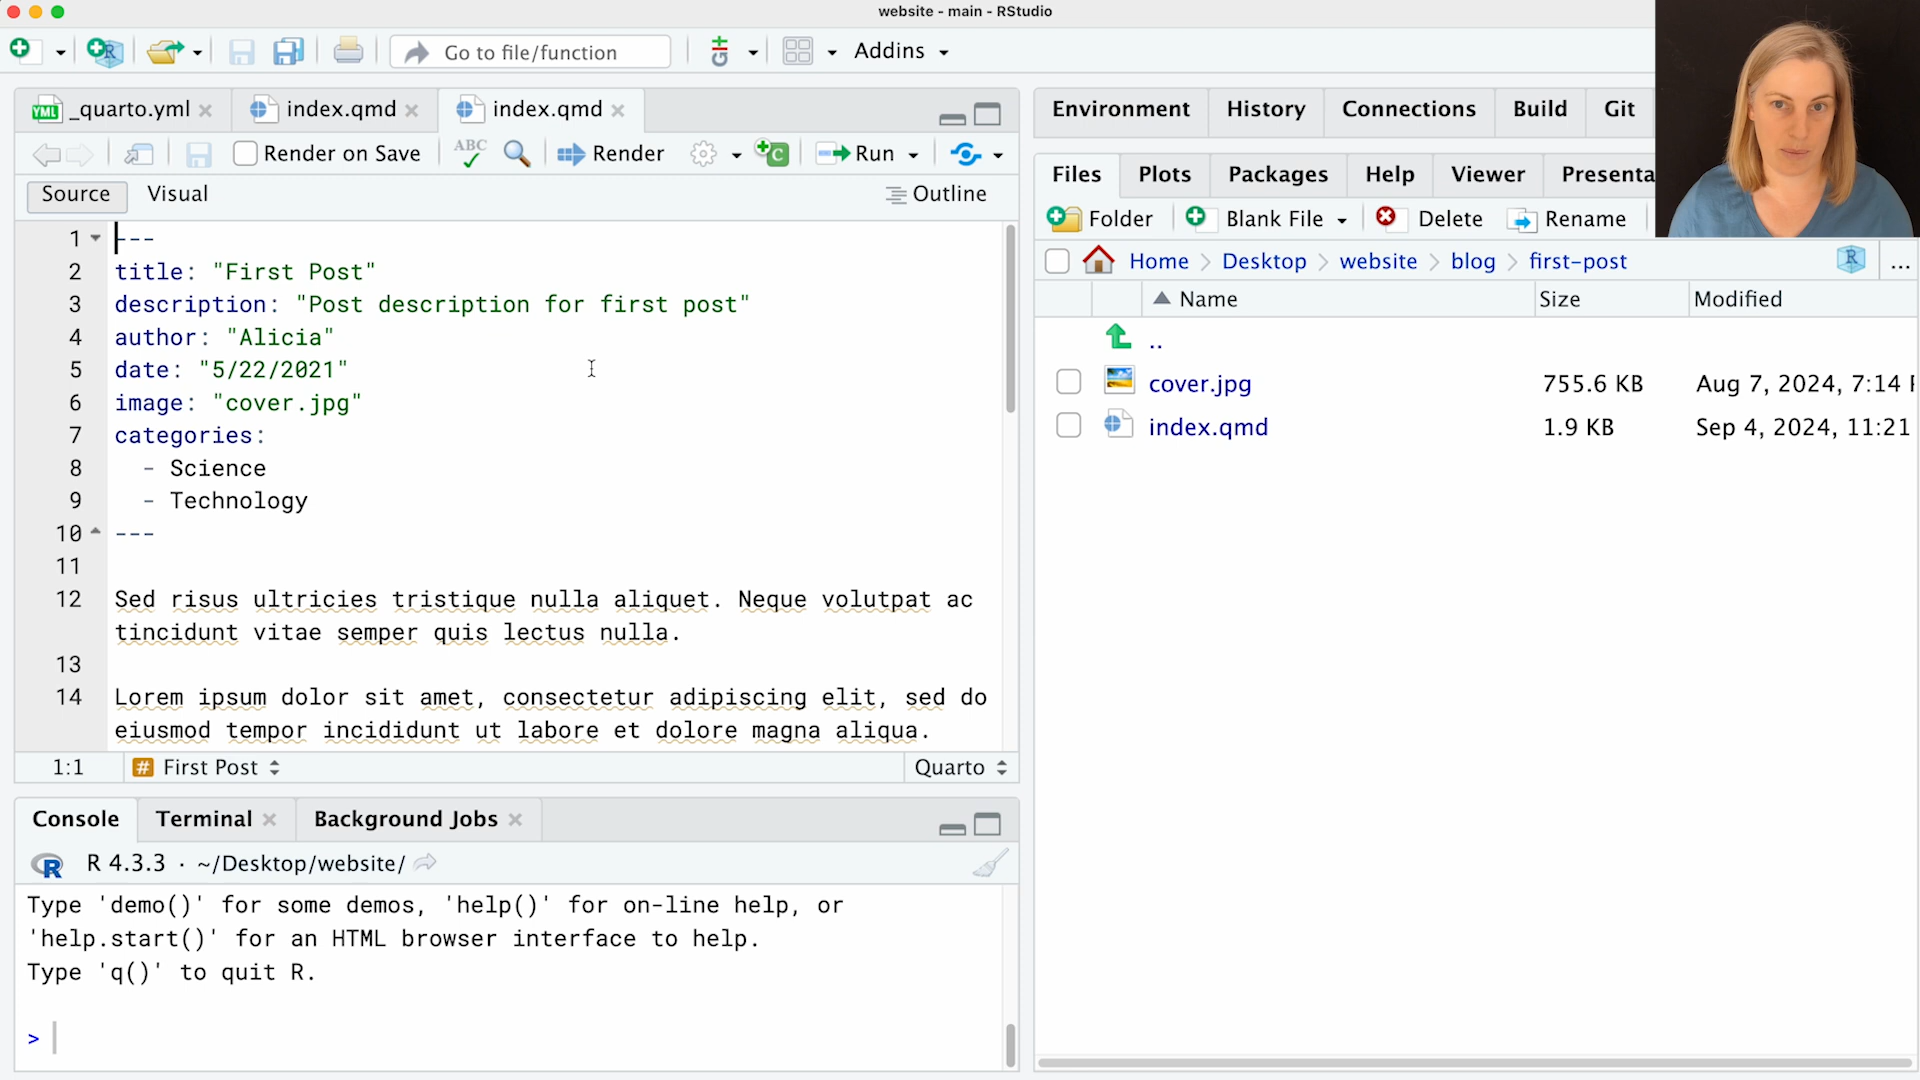 website - main - RStudio
Go to file/function
Addins
YML _quarto.yml
index.qmd
index.qmd
Render on Save
ABC
Render
Run
Source
Visual
Outline
1 ---
2 title: "First Post"
3 description: "Post description for first post"
4 author: "Alicia"
5 date: "5/22/2021"
6 image: "cover.jpg"
7 categories:
8 - Science
9 - Technology
10 ---
11
12 Sed risus ultricies tristique nulla aliquet. Neque volutpat ac
tincidunt vitae semper quis lectus nulla.
13
14 Lorem ipsum dolor sit amet, consectetur adipiscing elit, sed do
eiusmod tempor incididunt ut labore et dolore magna aliqua.
1:1
# First Post
Quarto
Console
Terminal
Background Jobs
R R 4.3.3 · ~/Desktop/website/
Type 'demo()' for some demos, 'help()' for on-line help, or
'help.start()' for an HTML browser interface to help.
Type 'q()' to quit R.
>
Environment
History
Connections
Build
Git
Files
Plots
Packages
Help
Viewer
Presenta
Folder
Blank File
Delete
Rename
Home > Desktop > website > blog > first-post
R
...
Name
Size
Modified
..
cover.jpg 755.6 KB Aug 7, 2024, 7:14
index.qmd 1.9 KB Sep 4, 2024, 11:21